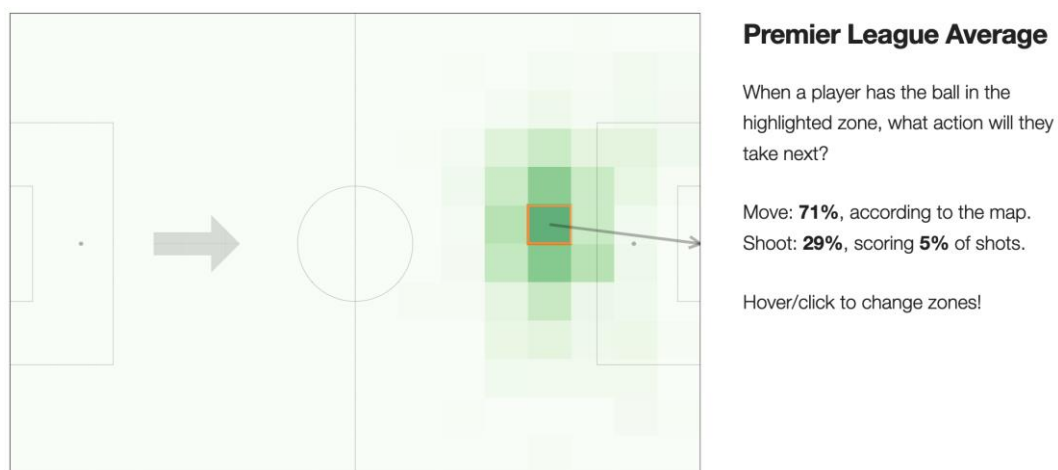 Premier League Average
When a player has the ball in the
highlighted zone, what action will they
take next?
Move: 71%, according to the map.
Shoot: 29%, scoring 5% of shots.
Hover/click to change zones!